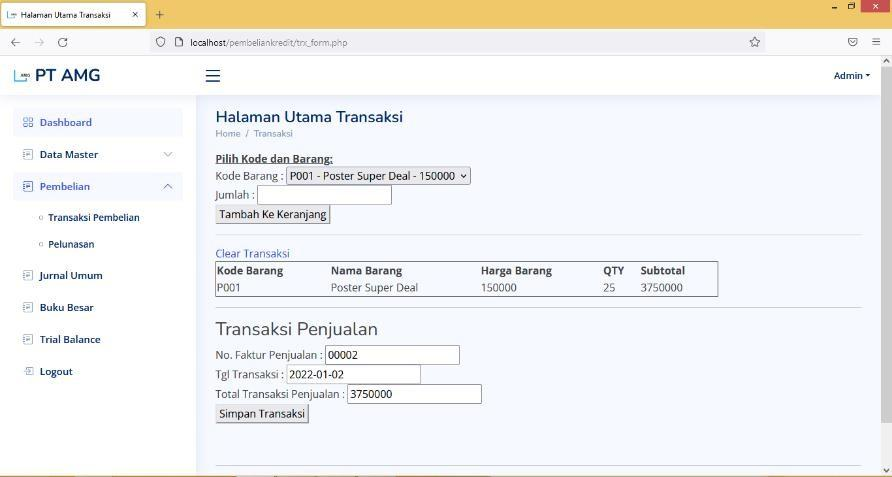 Halaman Utama Transaksi
localhost/pembeliankredit/trx_form.php
AMG PT AMG
Admin
Dashboard
Data Master
Pembelian
Transaksi Pembelian
Pelunasan
Jurnal Umum
Buku Besar
Trial Balance
Logout
Halaman Utama Transaksi
Home / Transaksi
Pilih Kode dan Barang:
Kode Barang : P001 - Poster Super Deal - 150000
Jumlah :
Tambah Ke Keranjang
Clear Transaksi
Kode Barang Nama Barang Harga Barang QTY Subtotal
P001 Poster Super Deal 150000 25 3750000
Transaksi Penjualan
No. Faktur Penjualan : 00002
Tgl Transaksi : 2022-01-02
Total Transaksi Penjualan : 3750000
Simpan Transaksi